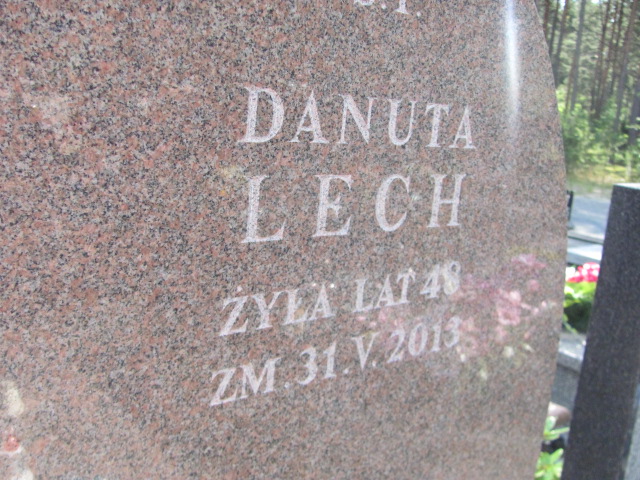 DANUTA
LECH
ŻYŁA LAT 48
ZM. 31. V. 2013